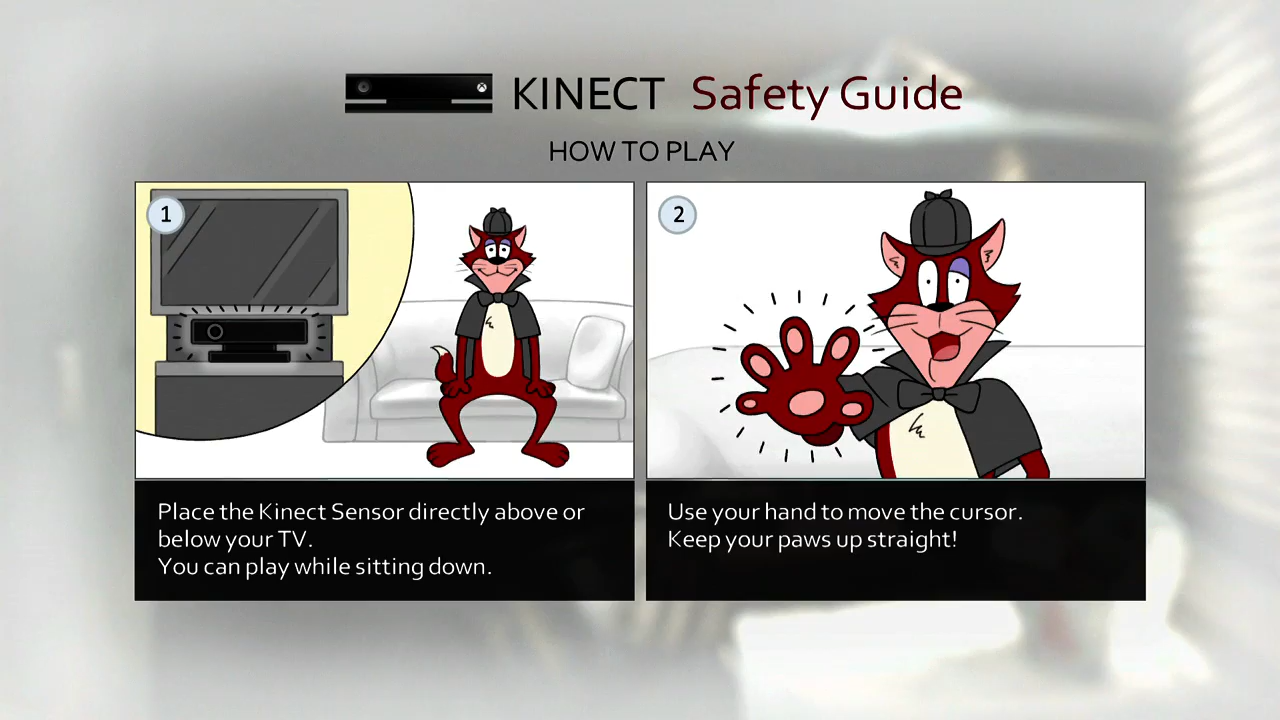 KINECT Safety Guide
HOW TO PLAY
1
Place the Kinect Sensor directly above or
below your TV.
You can play while sitting down.
2
Use your hand to move the cursor.
Keep your paws up straight!